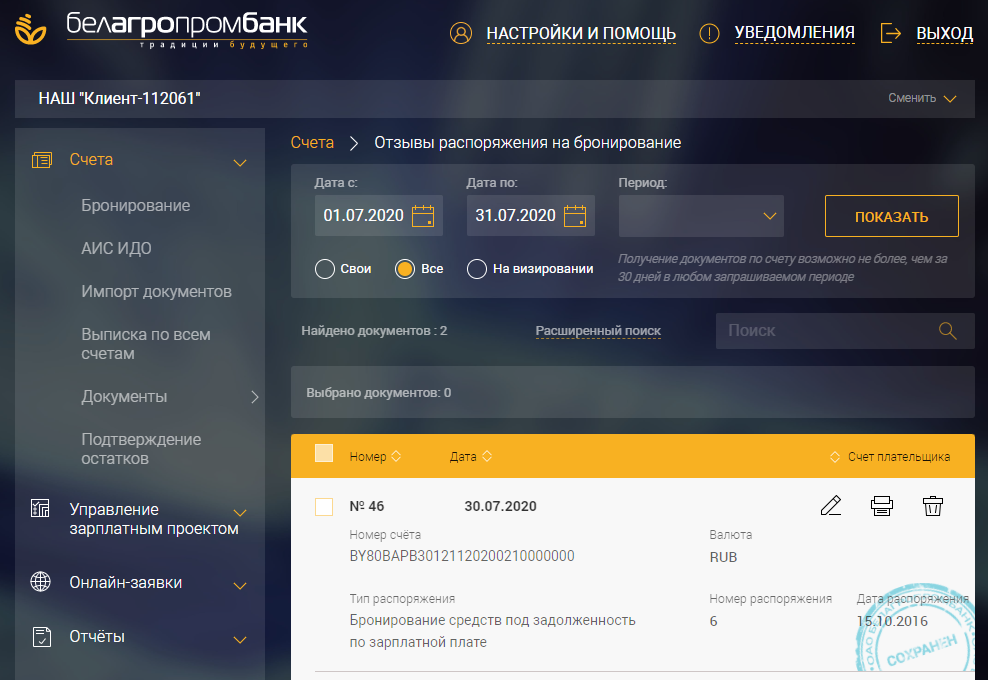 белагропромбанк
традиции будущего
НАСТРОЙКИ И ПОМОЩЬ
УВЕДОМЛЕНИЯ
ВЫХОД
НАШ "Клиент-112061"
Сменить
Счета
Бронирование
АИС ИДО
Импорт документов
Выписка по всем
счетам
Документы
Подтверждение
остатков
Управление
зарплатным проектом
Онлайн-заявки
Отчёты
Счета > Отзывы распоряжения на бронирование
Дата с: Дата по: Период:
01.07.2020 31.07.2020 ПОКАЗАТЬ
Свои Все На визировании
Получение документов по счету возможно не более, чем за
30 дней в любом запрашиваемом периоде
Найдено документов : 2 Расширенный поиск Поиск
Выбрано документов: 0
Номер Дата Счет плательщика
№ 46 30.07.2020
Номер счёта Валюта
BY80BAPB30121120200210000000 RUB
Тип распоряжения Номер распоряжения Дата распоряжения
Бронирование средств под задолженность 6 15.10.2016
по зарплатной плате
СОХРАНЕН